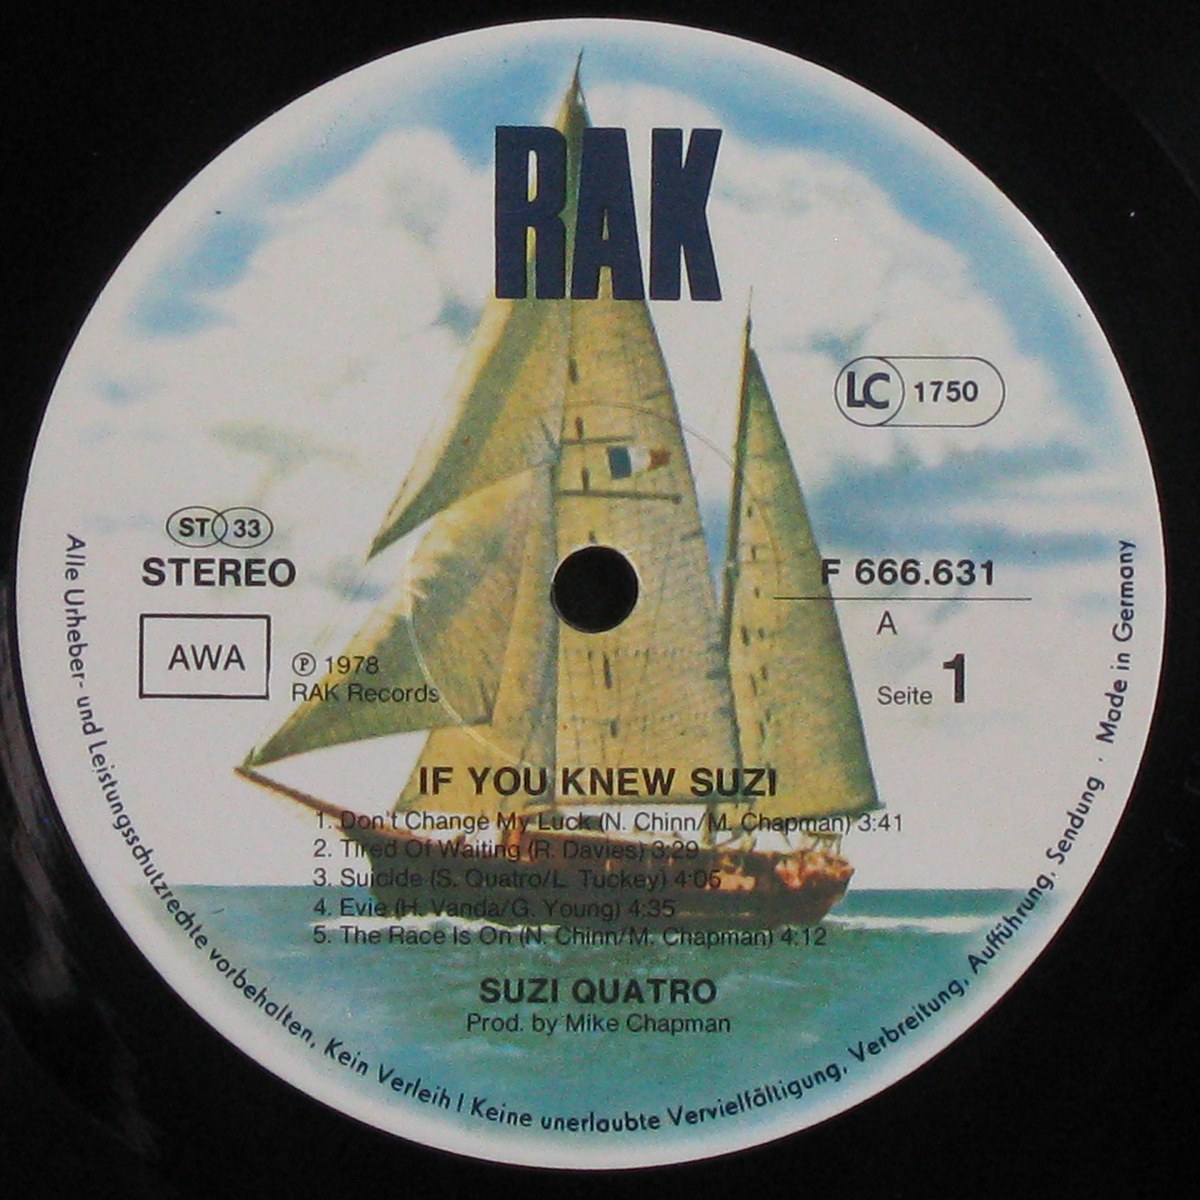 RAK
LC 1750
ST 33
STEREO
F 666.631
AWA
A
℗ 1978
RAK Records
Seite 1
IF YOU KNEW SUZI
1. Don't Change My Luck (N. Chinn/M. Chapman) 3:41
2. Tired Of Waiting (R. Davies) 3:29
3. Suicide (S. Quatro/L. Tuckey) 4:05
4. Evie (H. Vanda/G. Young) 4:35
5. The Race Is On (N. Chinn/M. Chapman) 4:12
SUZI QUATRO
Prod. by Mike Chapman
Alle Urheber- und Leistungsschutzrechte vorbehalten, Kein Verleih! Keine unerlaubte Vervielfältigung, Verbreitung, Aufführung, Sendung · Made in Germany